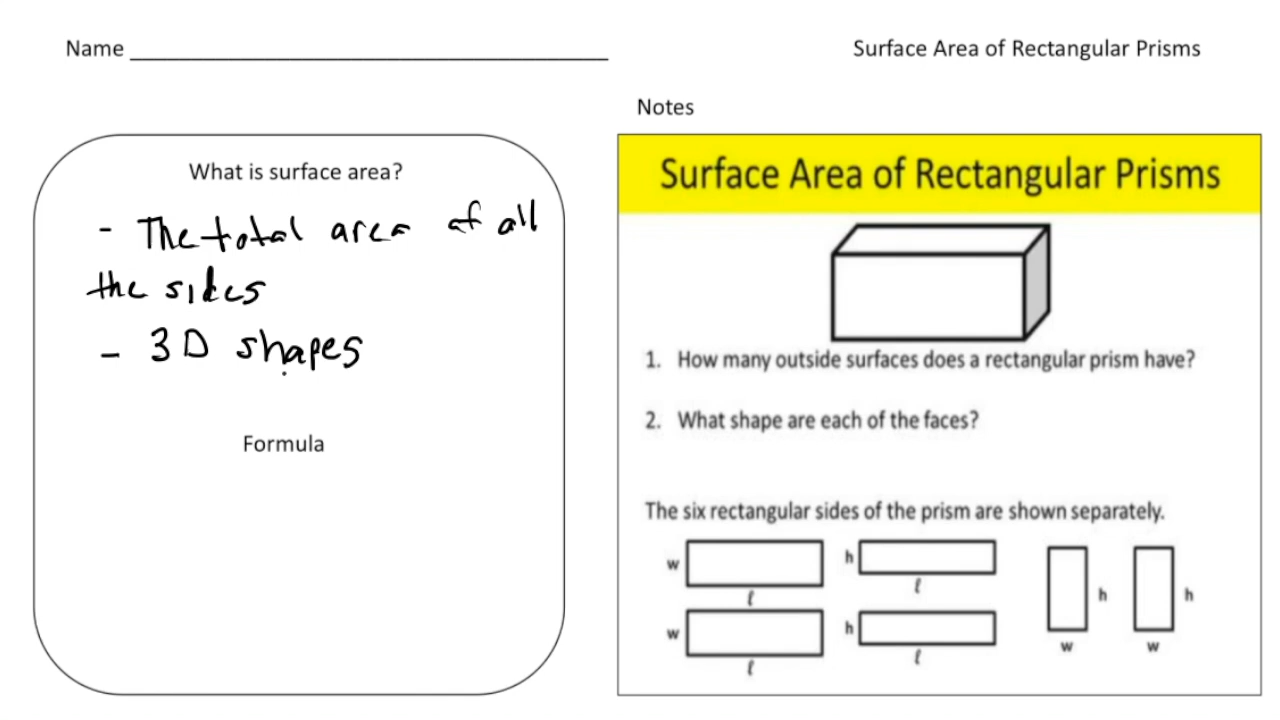 Name
Surface Area of Rectangular Prisms
Notes
What is surface area?
- The total area of all
the sides
- 3D shapes
Formula
Surface Area of Rectangular Prisms
1. How many outside surfaces does a rectangular prism have?
2. What shape are each of the faces?
The six rectangular sides of the prism are shown separately.
w
ℓ
h
ℓ
h
w
h
w
w
ℓ
h
ℓ